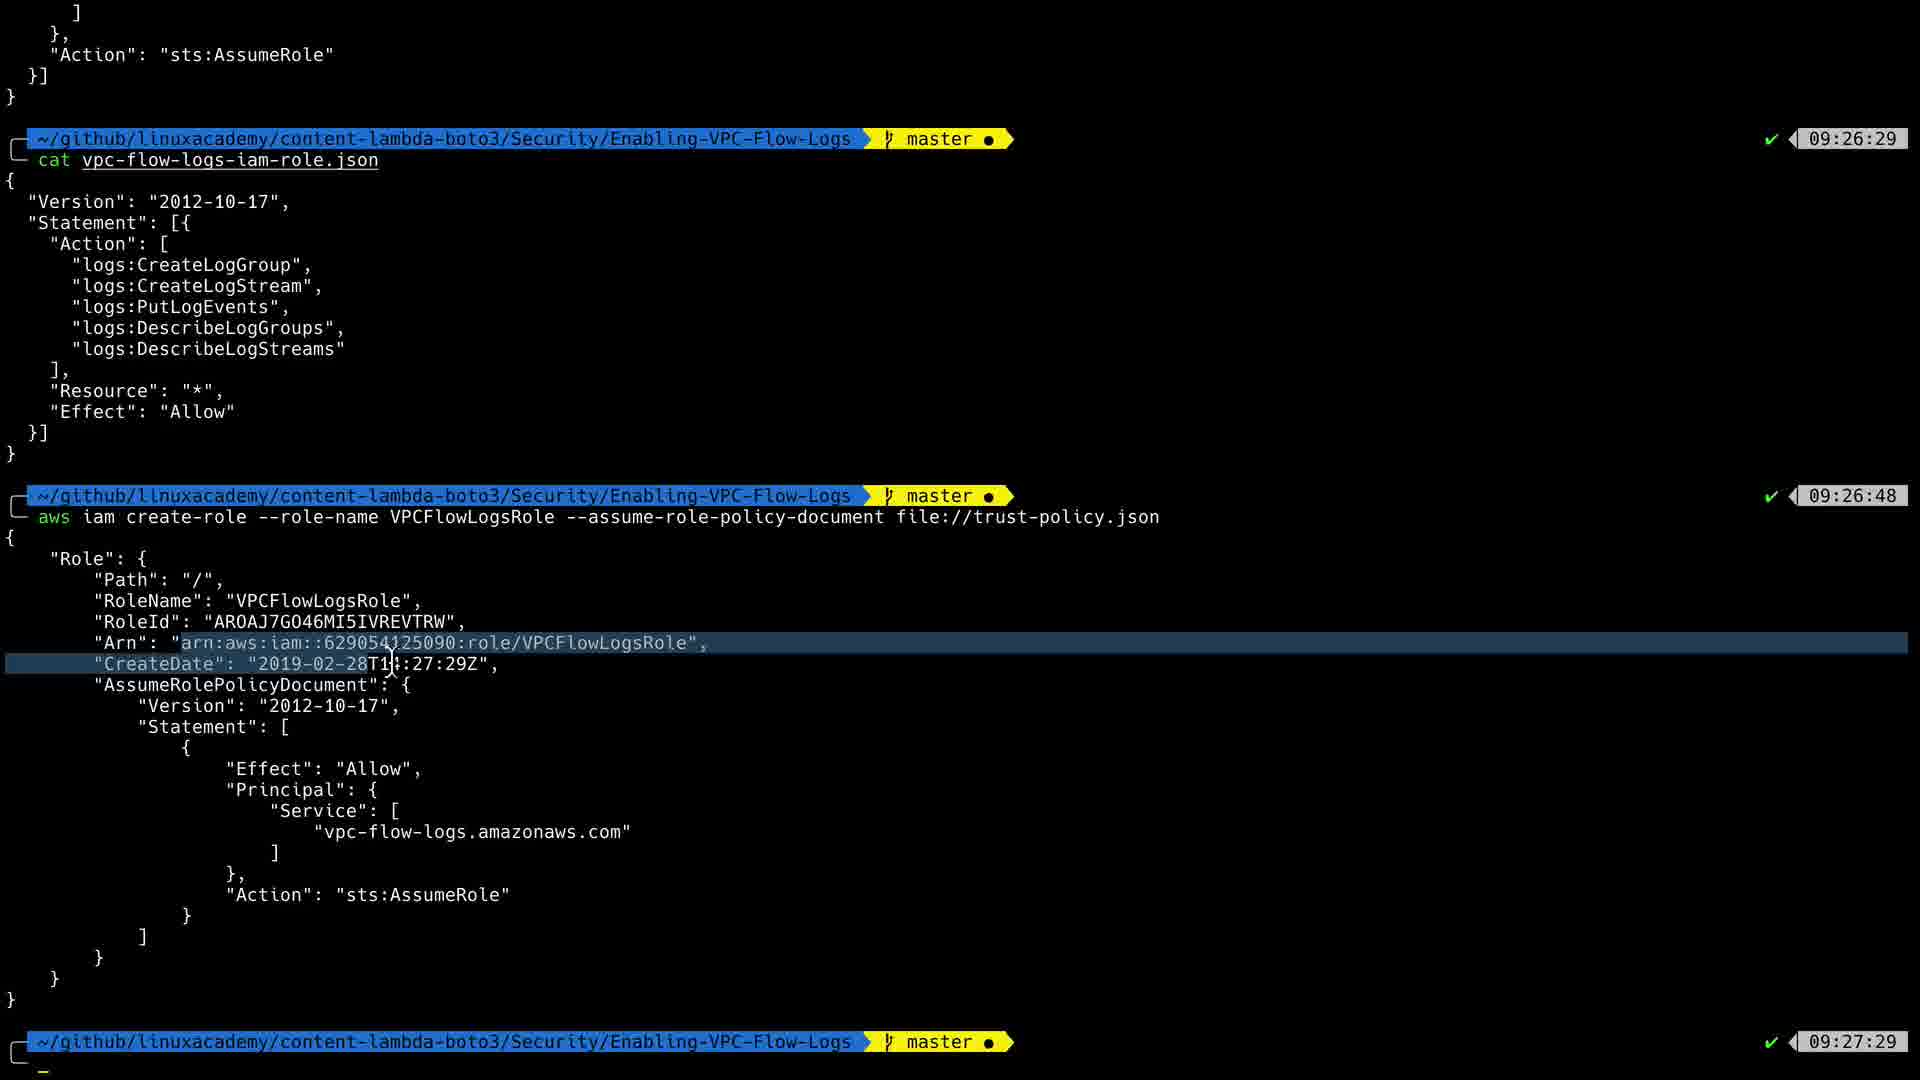 ]
    },
    "Action": "sts:AssumeRole"
  }]
}
~/github/linuxacademy/content-lambda-boto3/Security/Enabling-VPC-Flow-Logs master ● ✔ 09:26:29
cat vpc-flow-logs-iam-role.json
{
  "Version": "2012-10-17",
  "Statement": [{
    "Action": [
      "logs:CreateLogGroup",
      "logs:CreateLogStream",
      "logs:PutLogEvents",
      "logs:DescribeLogGroups",
      "logs:DescribeLogStreams"
    ],
    "Resource": "*",
    "Effect": "Allow"
  }]
}
~/github/linuxacademy/content-lambda-boto3/Security/Enabling-VPC-Flow-Logs master ● ✔ 09:26:48
aws iam create-role --role-name VPCFlowLogsRole --assume-role-policy-document file://trust-policy.json
{
    "Role": {
        "Path": "/",
        "RoleName": "VPCFlowLogsRole",
        "RoleId": "AROAJ7GO46MI5IVREVTRW",
        "Arn": "arn:aws:iam::629054125090:role/VPCFlowLogsRole",
        "CreateDate": "2019-02-28T14:27:29Z",
        "AssumeRolePolicyDocument": {
            "Version": "2012-10-17",
            "Statement": [
                {
                    "Effect": "Allow",
                    "Principal": {
                        "Service": [
                            "vpc-flow-logs.amazonaws.com"
                        ]
                    },
                    "Action": "sts:AssumeRole"
                }
            ]
        }
    }
}
~/github/linuxacademy/content-lambda-boto3/Security/Enabling-VPC-Flow-Logs master ● ✔ 09:27:29